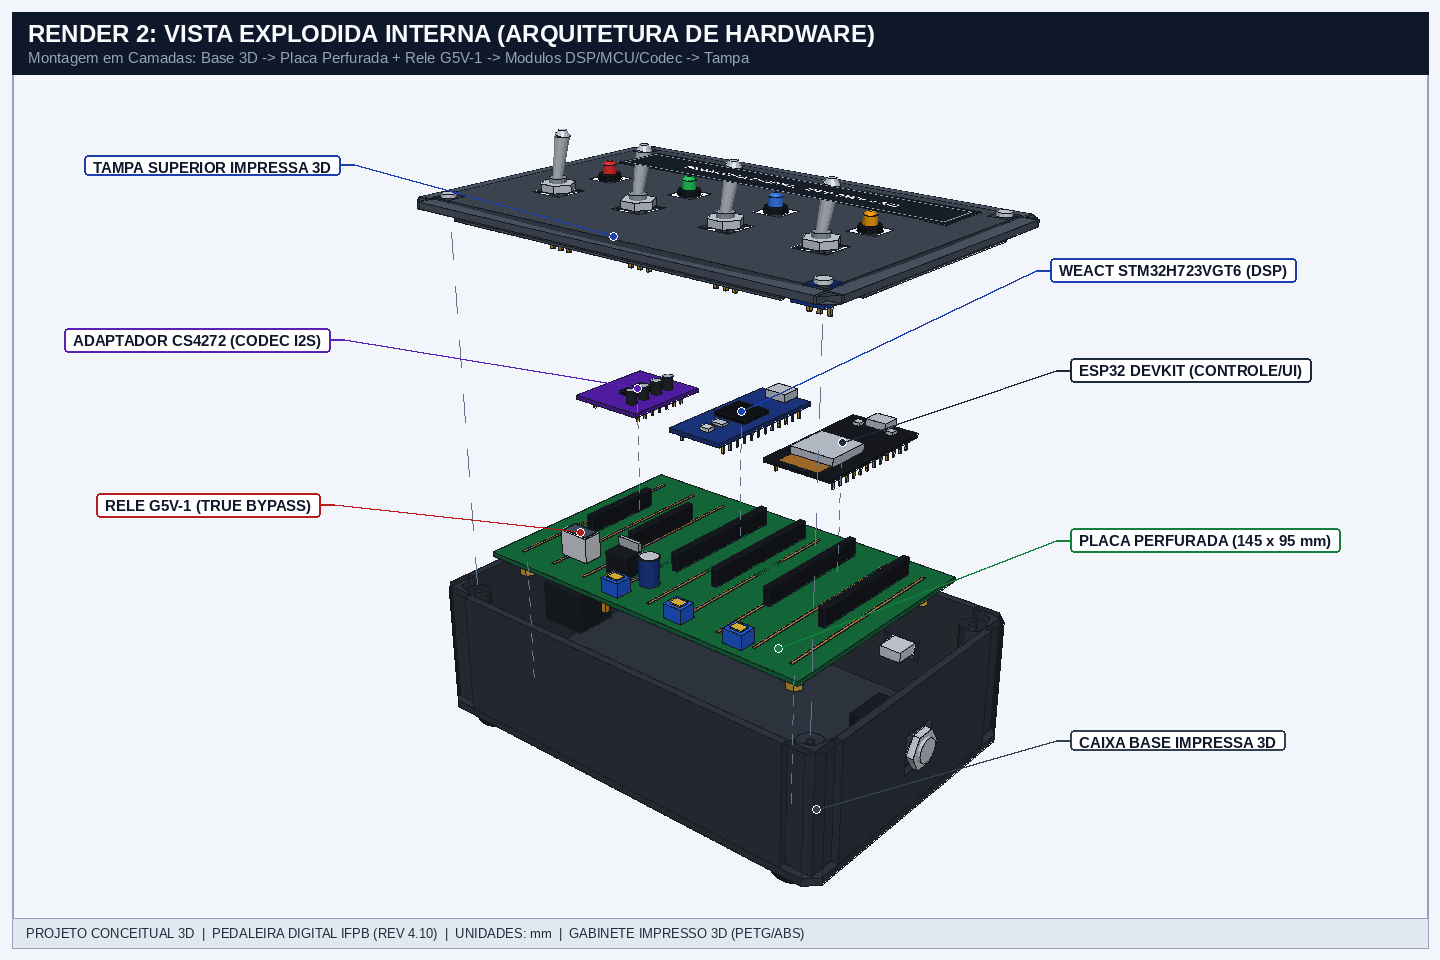 RENDER 2: VISTA EXPLODIDA INTERNA (ARQUITETURA DE HARDWARE)
Montagem em Camadas: Base 3D -> Placa Perfurada + Rele G5V-1 -> Modulos DSP/MCU/Codec -> Tampa
TAMPA SUPERIOR IMPRESSA 3D
WEACT STM32H723VGT6 (DSP)
ADAPTADOR CS4272 (CODEC I2S)
ESP32 DEVKIT (CONTROLE/UI)
RELE G5V-1 (TRUE BYPASS)
PLACA PERFURADA (145 x 95 mm)
CAIXA BASE IMPRESSA 3D
PROJETO CONCEITUAL 3D | PEDALEIRA DIGITAL IFPB (REV 4.10) | UNIDADES: mm | GABINETE IMPRESSO 3D (PETG/ABS)